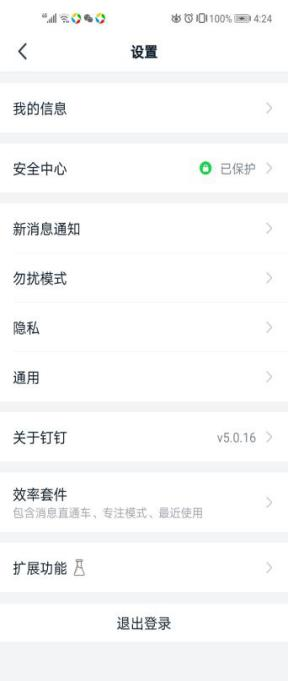 100% 4:24
设置
我的信息
安全中心 已保护
新消息通知
勿扰模式
隐私
通用
关于钉钉 v5.0.16
效率套件
包含消息直通车、专注模式、最近使用
扩展功能
退出登录